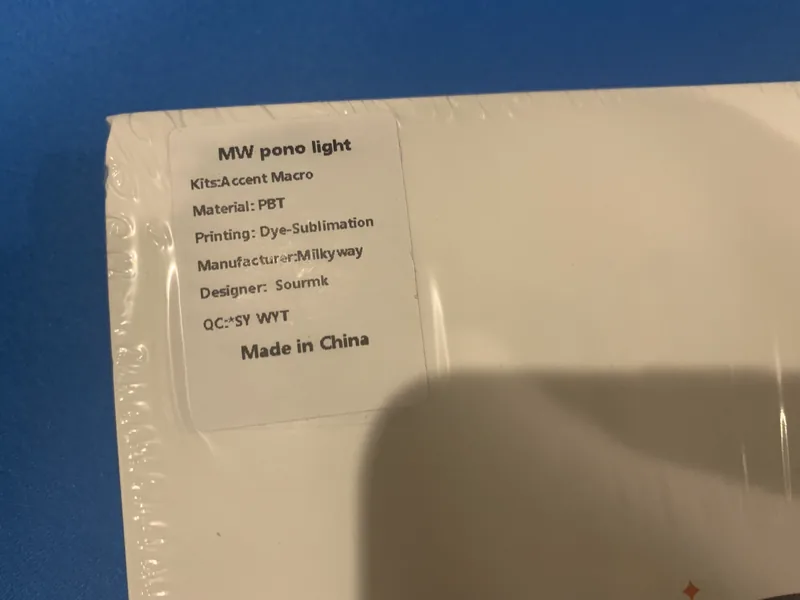 MW pono light
Kits:Accent Macro
Material: PBT
Printing: Dye-Sublimation
Manufacturer:Milkyway
Designer: Sourmk
QC:*SY WYT
Made in China